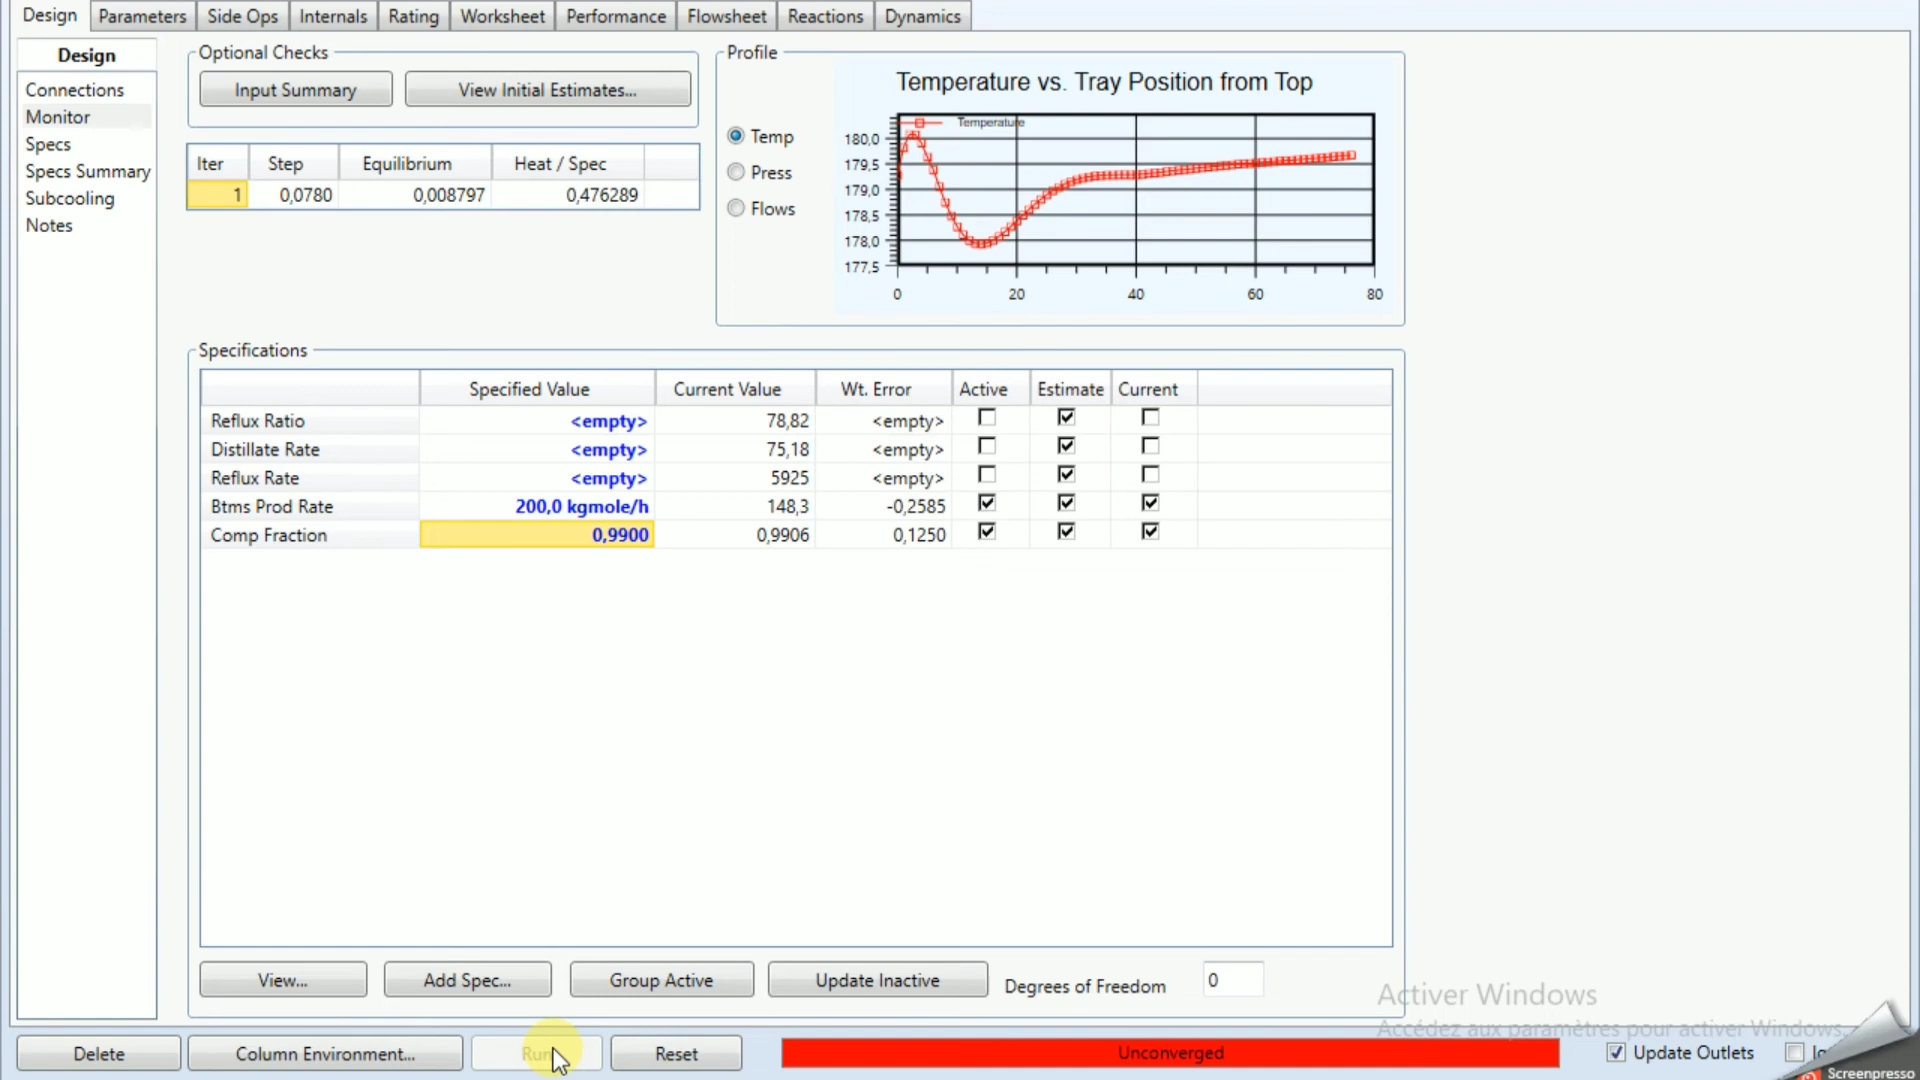 Design Parameters Side Ops Internals Rating Worksheet Performance Flowsheet Reactions Dynamics
Design
Connections
Monitor
Specs
Specs Summary
Subcooling
Notes
Optional Checks
Input Summary View Initial Estimates...
Iter Step Equilibrium Heat / Spec
1 0,0780 0,008797 0,476289
Profile
Temp
Press
Flows
Temperature vs. Tray Position from Top
Temperature
180,0
179,5
179,0
178,5
178,0
177,5
0 20 40 60 80
Specifications
Specified Value Current Value Wt. Error Active Estimate Current
Reflux Ratio <empty> 78,82 <empty>
Distillate Rate <empty> 75,18 <empty>
Reflux Rate <empty> 5925 <empty>
Btms Prod Rate 200,0 kgmole/h 148,3 -0,2585
Comp Fraction 0,9900 0,9906 0,1250
View... Add Spec... Group Active Update Inactive Degrees of Freedom 0
Activer Windows
Accédez aux paramètres pour activer Windows.
Delete Column Environment... Run Reset Unconverged Update Outlets
Screenpresso